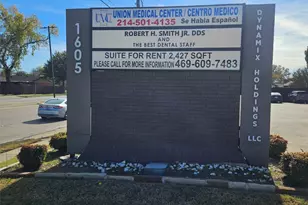 UMC UNION MEDICAL CENTER / CENTRO MEDICO
214-501-4135 Se Habla Español
ROBERT H. SMITH JR. DDS
AND
THE BEST DENTAL STAFF
SUITE FOR RENT 2,427 SQFT
PLEASE CALL FOR MORE INFORMATION 469-609-7483
1605
DYNAMIX HOLDINGS LLC